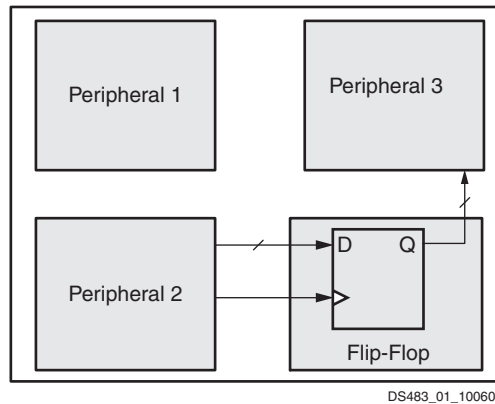 Peripheral 1
Peripheral 3
Peripheral 2
D Q
Flip-Flop
DS483_01_10060